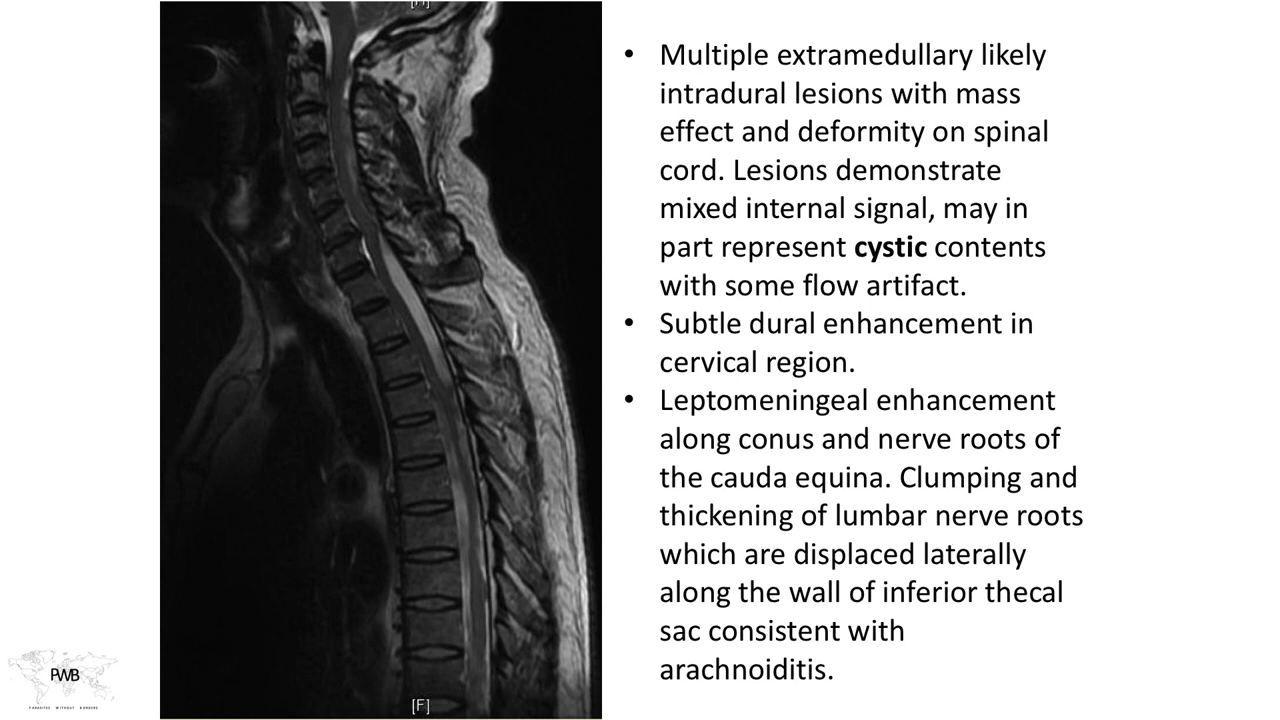 [H]
• Multiple extramedullary likely
intradural lesions with mass
effect and deformity on spinal
cord. Lesions demonstrate
mixed internal signal, may in
part represent cystic contents
with some flow artifact.
• Subtle dural enhancement in
cervical region.
• Leptomeningeal enhancement
along conus and nerve roots of
the cauda equina. Clumping and
thickening of lumbar nerve roots
which are displaced laterally
along the wall of inferior thecal
sac consistent with
arachnoiditis.
PWB
PARASITES WITHOUT BORDERS
[F]